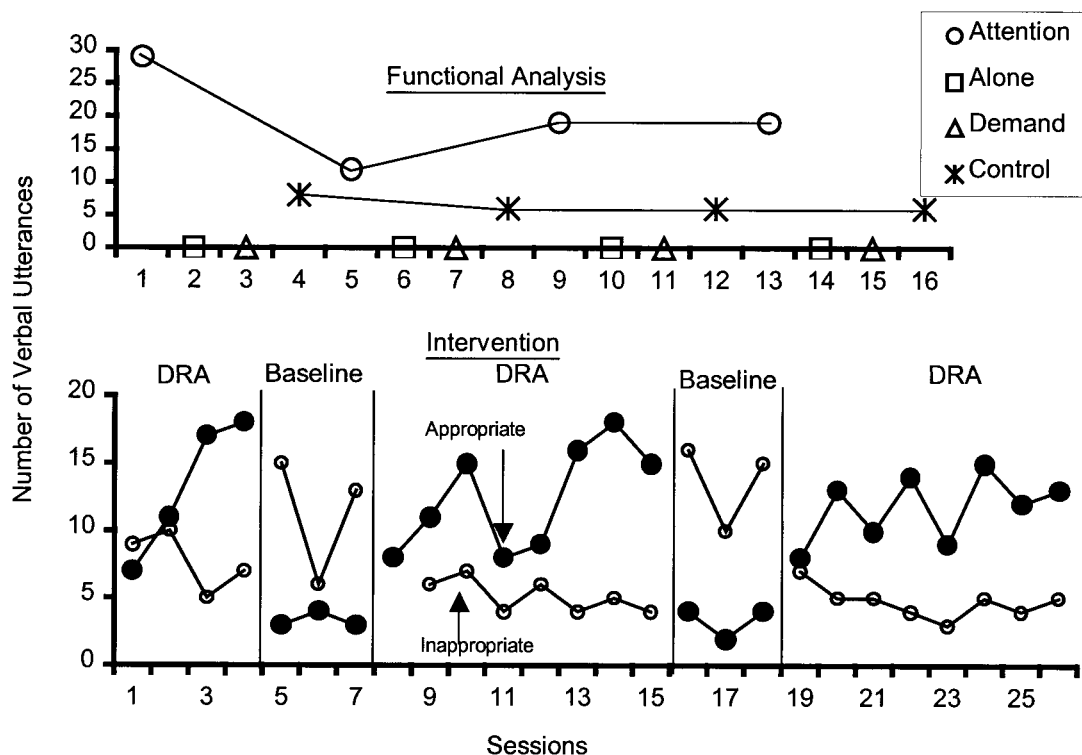 Attention
Alone
Demand
Control
Functional Analysis
30
25
20
15
10
5
0
1 2 3 4 5 6 7 8 9 10 11 12 13 14 15 16
Number of Verbal Utterances
Intervention
DRA Baseline DRA Baseline DRA
20
15
10
5
0
Appropriate
Inappropriate
1 3 5 7 9 11 13 15 17 19 21 23 25
Sessions